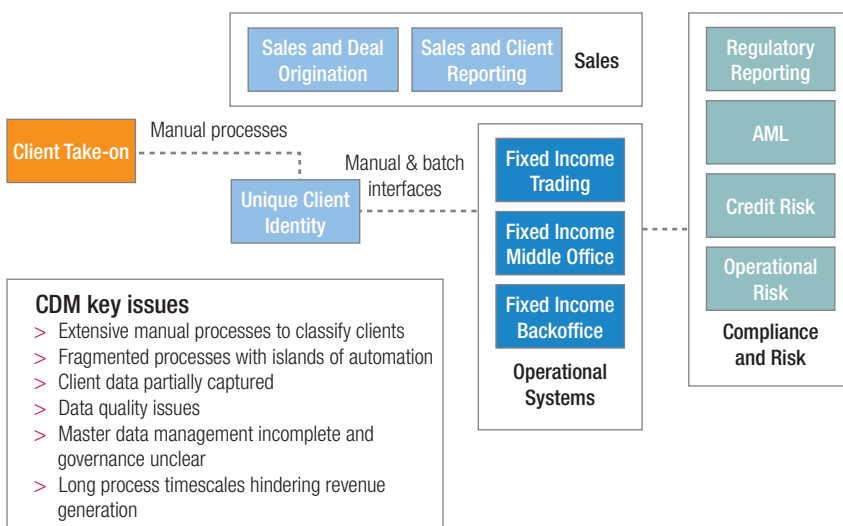 Sales and Deal
Origination
Sales and Client
Reporting
Sales
Regulatory
Reporting
AML
Credit Risk
Operational
Risk
Compliance
and Risk
Client Take-on
Manual processes
Unique Client
Identity
Manual & batch
interfaces
Fixed Income
Trading
Fixed Income
Middle Office
Fixed Income
Backoffice
Operational
Systems
CDM key issues
> Extensive manual processes to classify clients
> Fragmented processes with islands of automation
> Client data partially captured
> Data quality issues
> Master data management incomplete and
governance unclear
> Long process timescales hindering revenue
generation